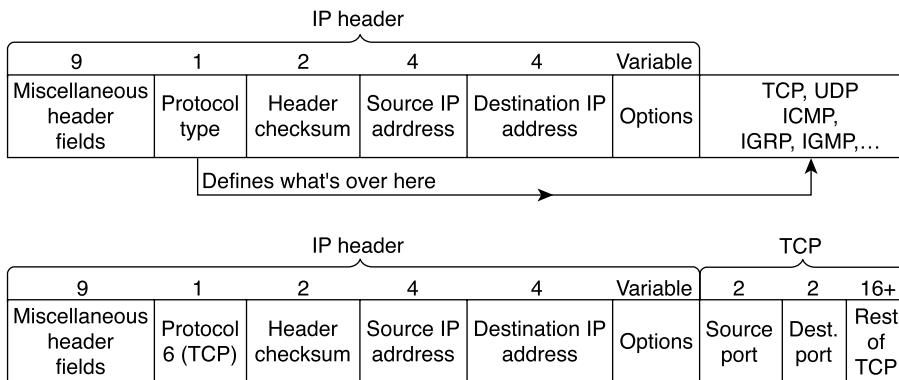 IP header
9 1 2 4 4 Variable
Miscellaneous
header
fields
Protocol
type
Header
checksum
Source IP
adrdress
Destination IP
address
Options
TCP, UDP
ICMP,
IGRP, IGMP,...
Defines what's over here
IP header
TCP
9 1 2 4 4 Variable 2 2 16+
Miscellaneous
header
fields
Protocol
6 (TCP)
Header
checksum
Source IP
adrdress
Destination IP
address
Options
Source
port
Dest.
port
Rest
of
TCP